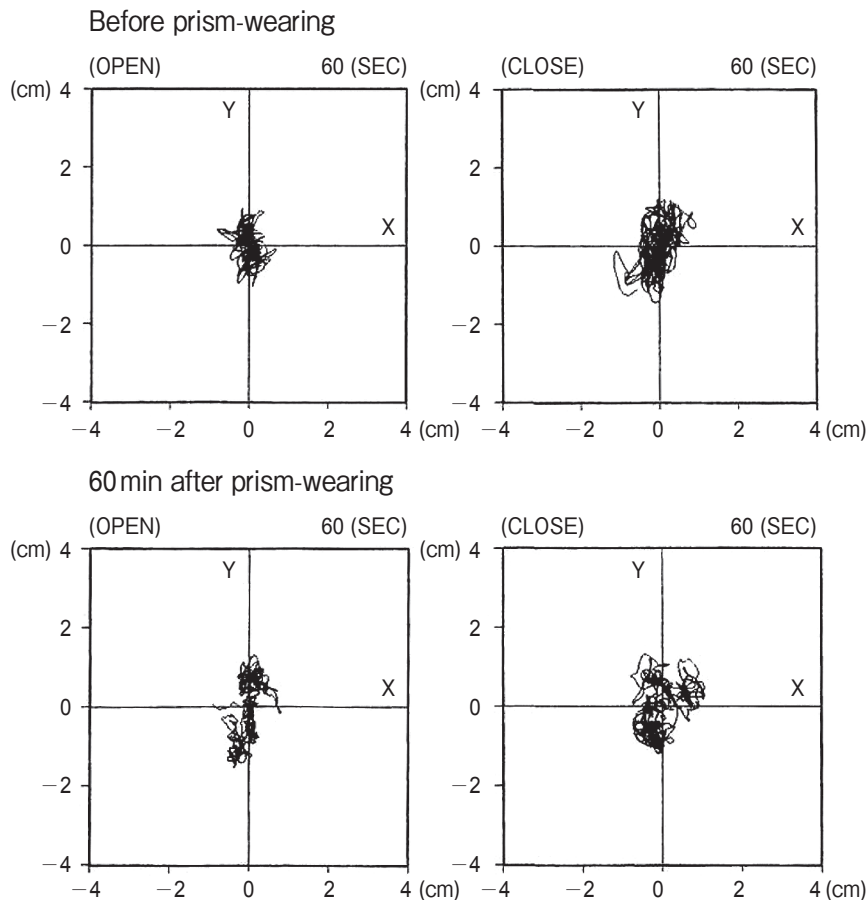 Before prism-wearing
(OPEN) 60 (SEC) (CLOSE) 60 (SEC)
(cm) 4 (cm) 4
Y Y
2 2
X X
0 0
−2 −2
−4 −4
−4 −2 0 2 4 (cm) −4 −2 0 2 4 (cm)
60 min after prism-wearing
(OPEN) 60 (SEC) (CLOSE) 60 (SEC)
(cm) 4 (cm) 4
Y Y
2 2
X X
0 0
−2 −2
−4 −4
−4 −2 0 2 4 (cm) −4 −2 0 2 4 (cm)